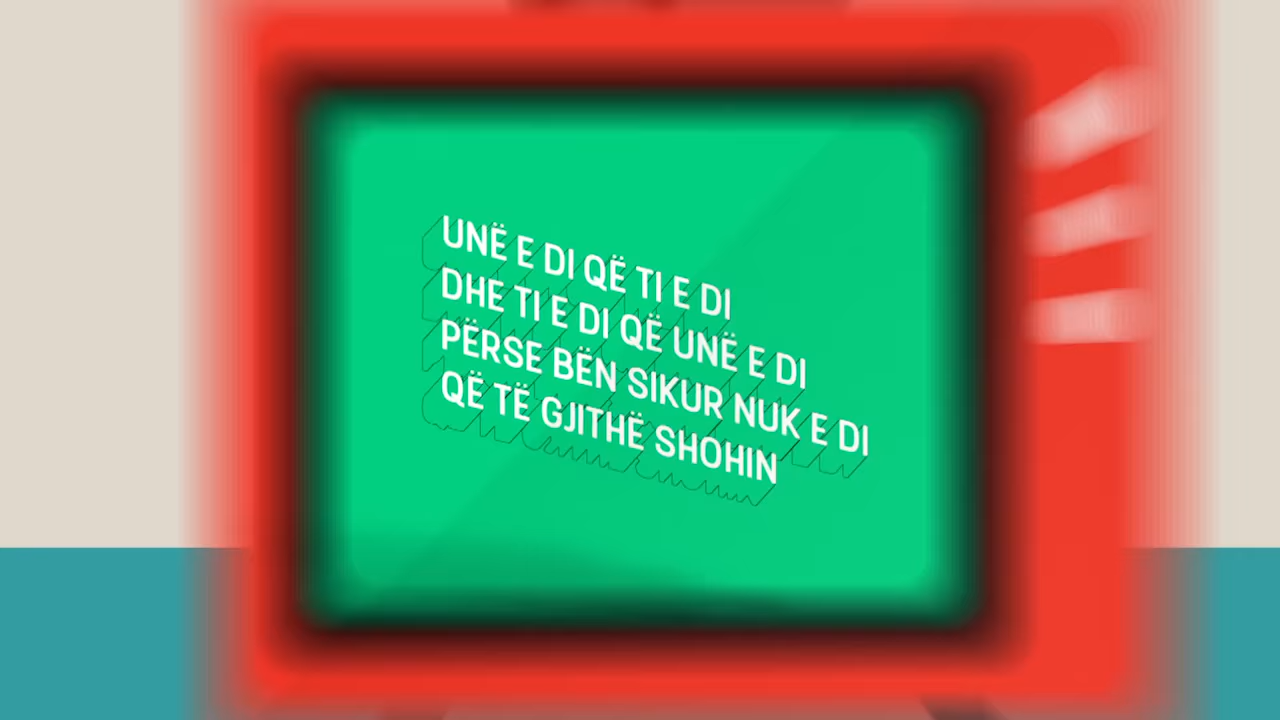 UNË E DI QË TI E DI
DHE TI E DI QË UNË E DI
PËRSE BËN SIKUR NUK E DI
QË TË GJITHË SHOHIN